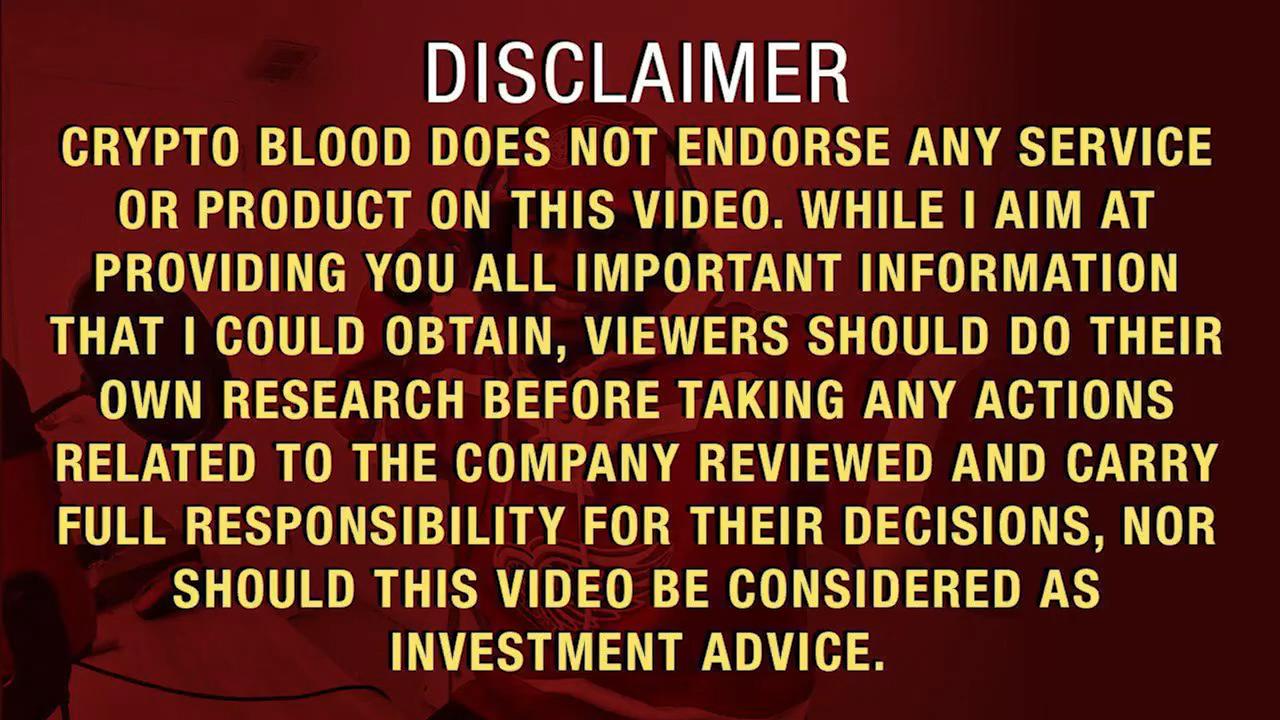 DISCLAIMER
CRYPTO BLOOD DOES NOT ENDORSE ANY SERVICE
OR PRODUCT ON THIS VIDEO. WHILE I AIM AT
PROVIDING YOU ALL IMPORTANT INFORMATION
THAT I COULD OBTAIN, VIEWERS SHOULD DO THEIR
OWN RESEARCH BEFORE TAKING ANY ACTIONS
RELATED TO THE COMPANY REVIEWED AND CARRY
FULL RESPONSIBILITY FOR THEIR DECISIONS, NOR
SHOULD THIS VIDEO BE CONSIDERED AS
INVESTMENT ADVICE.